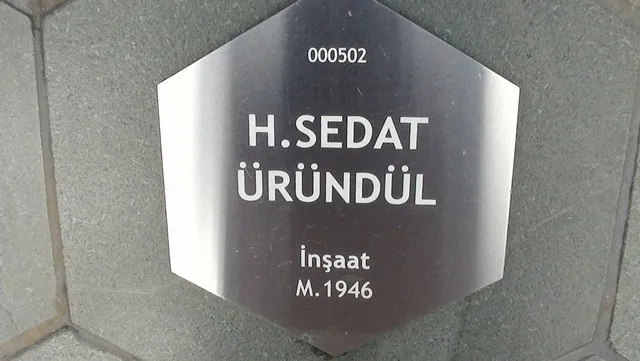 000502
H.SEDAT
ÜRÜNDÜL
İnşaat
M.1946